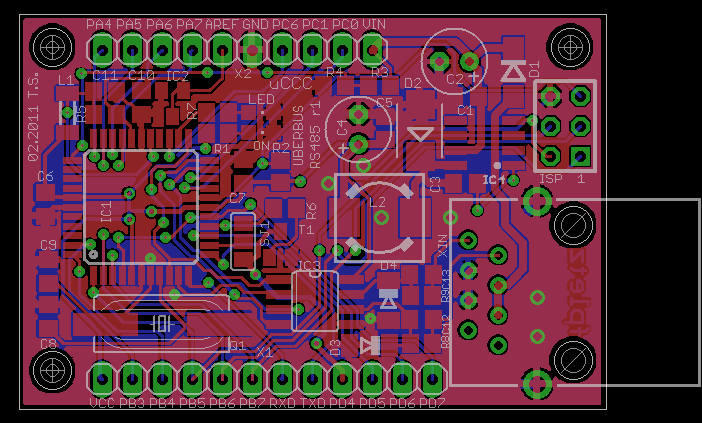 PA4 PA5 PA6 PA7 AREF GND PC6 PC1 PC0 VIN
C11 C10 IC2 X2 R4 R3
L1 µCCC D2 C2 + D1
02.2011 T.S.
R5 R7 LED C5 C1
UBERBUS
RS485 r1
C4
+
R1 ON R2
C6 C3 IC4 ISP 1
IC1 C7 R6 L2
SJ1 T1
C9 IC3 D4 XIN
R9C13
R8C12
C8 Q1 X1 D3
VCC PB3 PB4 PB5 PB6 PB7 RXD TXD PD4 PD5 PD6 PD7